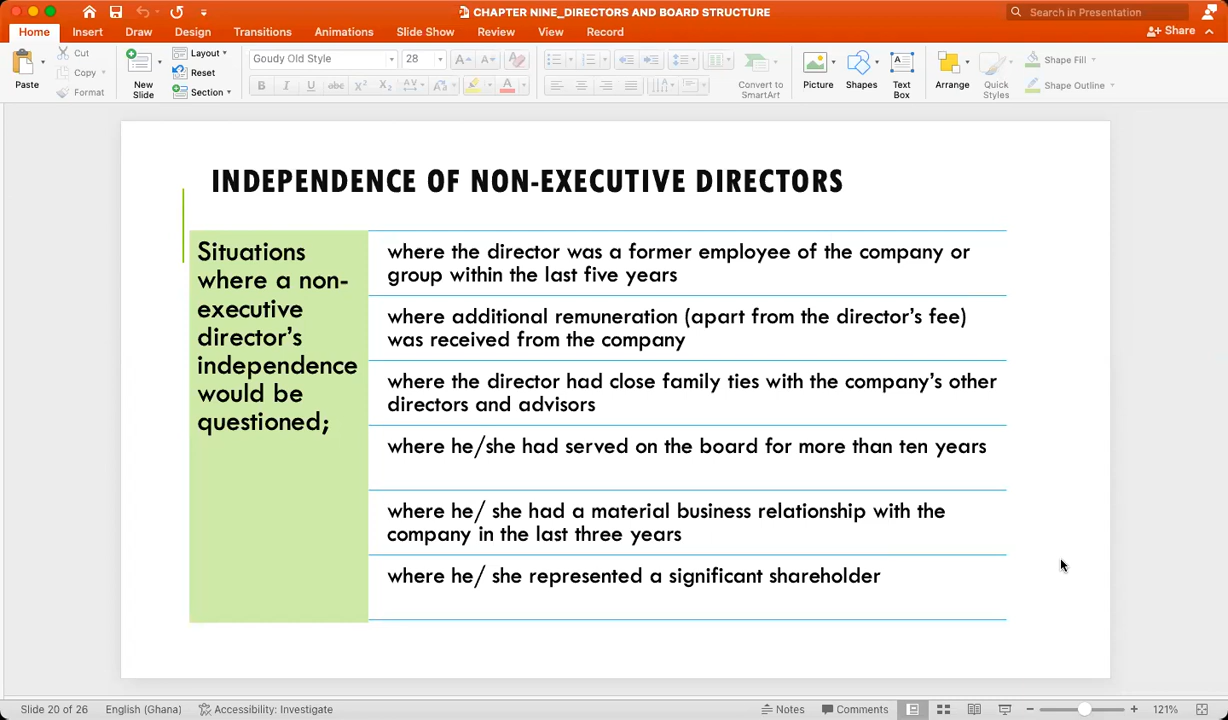 CHAPTER NINE_DIRECTORS AND BOARD STRUCTURE
Search in Presentation
Home Insert Draw Design Transitions Animations Slide Show Review View Record
Share
Paste
Cut
Copy
Format
New Slide
Layout
Reset
Section
Goudy Old Style
28
Convert to SmartArt
Picture
Shapes
Text Box
Arrange
Quick Styles
Shape Fill
Shape Outline
INDEPENDENCE OF NON-EXECUTIVE DIRECTORS
Situations
where a non-
executive
director's
independence
would be
questioned;
where the director was a former employee of the company or
group within the last five years
where additional remuneration (apart from the director's fee)
was received from the company
where the director had close family ties with the company's other
directors and advisors
where he/she had served on the board for more than ten years
where he/ she had a material business relationship with the
company in the last three years
where he/ she represented a significant shareholder
Slide 20 of 26 English (Ghana) Accessibility: Investigate Notes Comments 121%